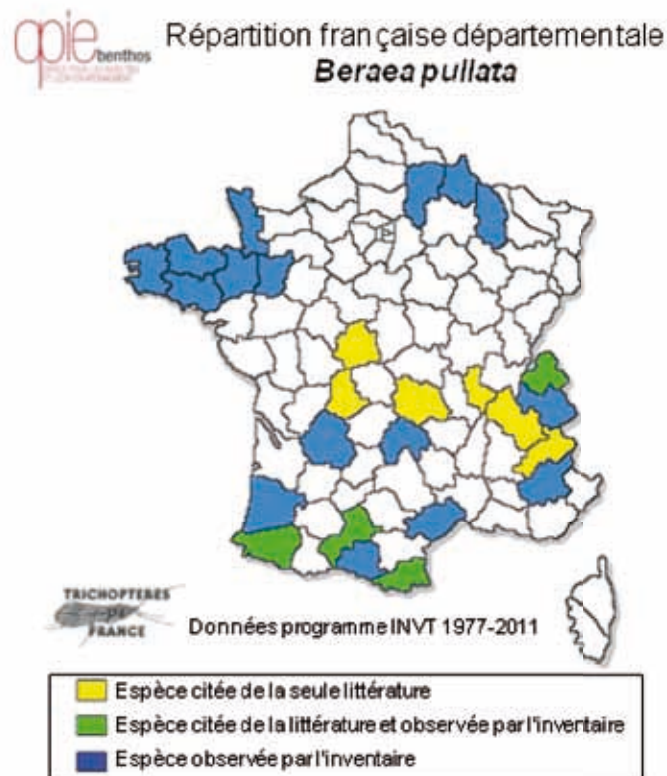 opie
benthos
Répartition française départementale
Beraea pullata
TRICHOPTERES
DE
FRANCE
Données programme INVT 1977-2011
Espèce citée de la seule littérature
Espèce citée de la littérature et observée par l'inventaire
Espèce observée par l'inventaire